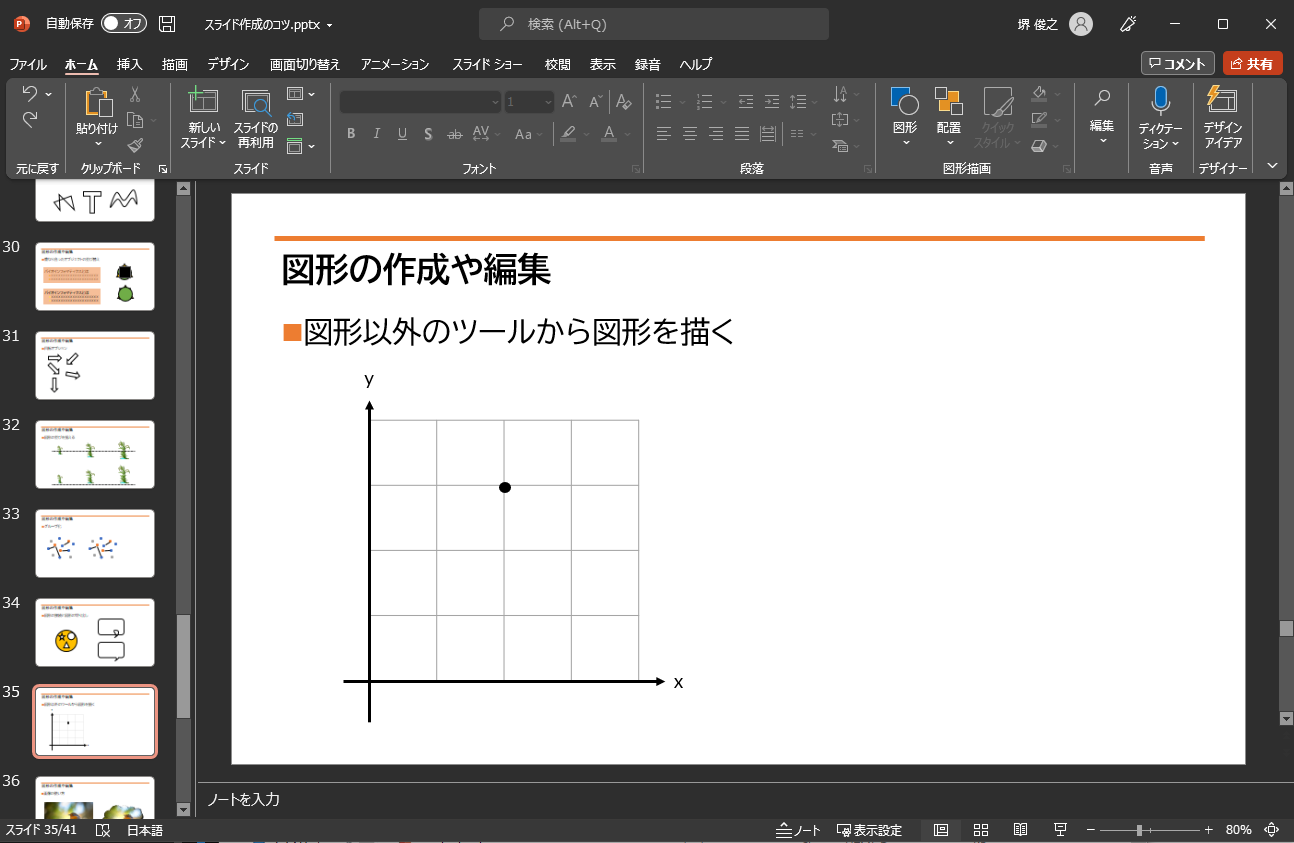 自動保存 オフ スライド作成のコツ.pptx 検索 (Alt+Q) 堺 俊之
ファイル ホーム 挿入 描画 デザイン 画面切り替え アニメーション スライド ショー 校閲 表示 録音 ヘルプ コメント 共有
貼り付け 新しい スライド スライドの 再利用 1 B I U S ab AV Aa A 図形 配置 クイック スタイル 編集 ディクテーション デザイン アイデア
元に戻す クリップボード スライド フォント 段落 図形描画 音声 デザイナー
30
31
32
33
34
35
36
図形の作成や編集
■図形以外のツールから図形を描く
y
x
ノートを入力
スライド 35/41 日本語 ノート 表示設定 80%